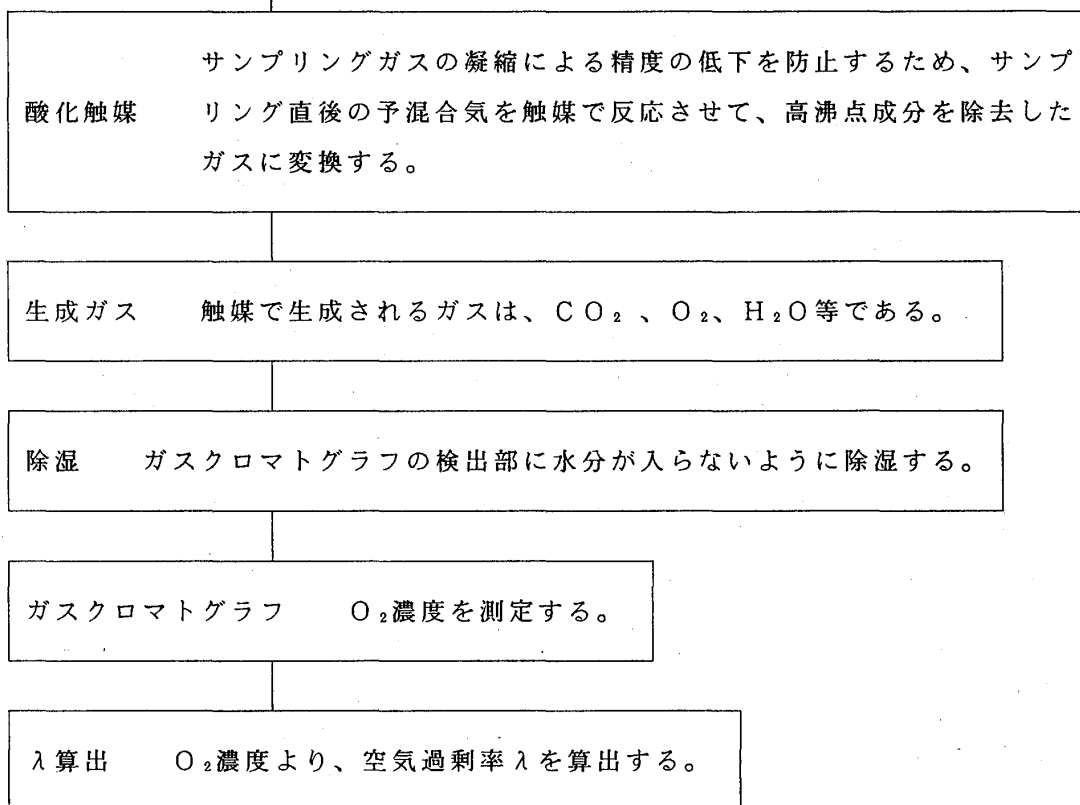 酸化触媒 サンプリングガスの凝縮による精度の低下を防止するため、サンプ
リング直後の予混合気を触媒で反応させて、高沸点成分を除去した
ガスに変換する。
生成ガス 触媒で生成されるガスは、CO₂、O₂、H₂O等である。
除湿 ガスクロマトグラフの検出部に水分が入らないように除湿する。
ガスクロマトグラフ O₂濃度を測定する。
λ算出 O₂濃度より、空気過剰率λを算出する。